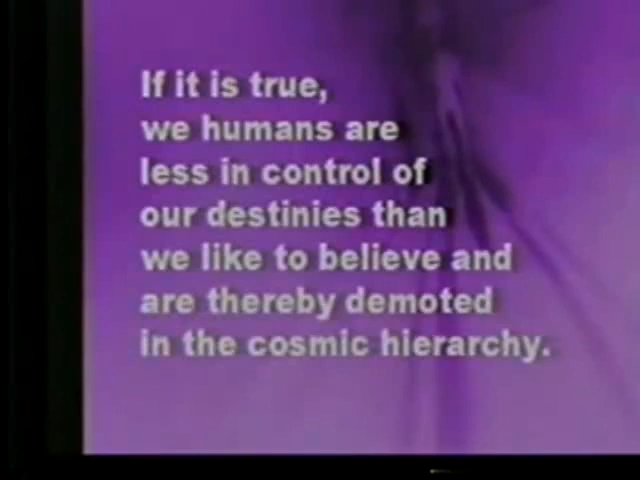 If it is true,
we humans are
less in control of
our destinies than
we like to believe and
are thereby demoted
in the cosmic hierarchy.